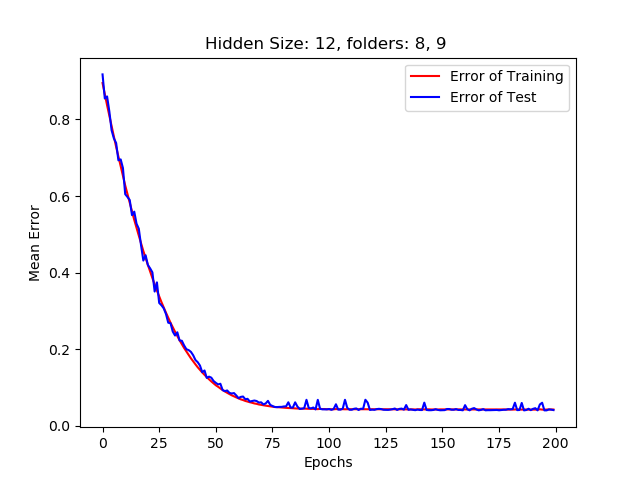 Hidden Size: 12, folders: 8, 9
Error of Training
Error of Test
Mean Error
0.8
0.6
0.4
0.2
0.0
0 25 50 75 100 125 150 175 200
Epochs